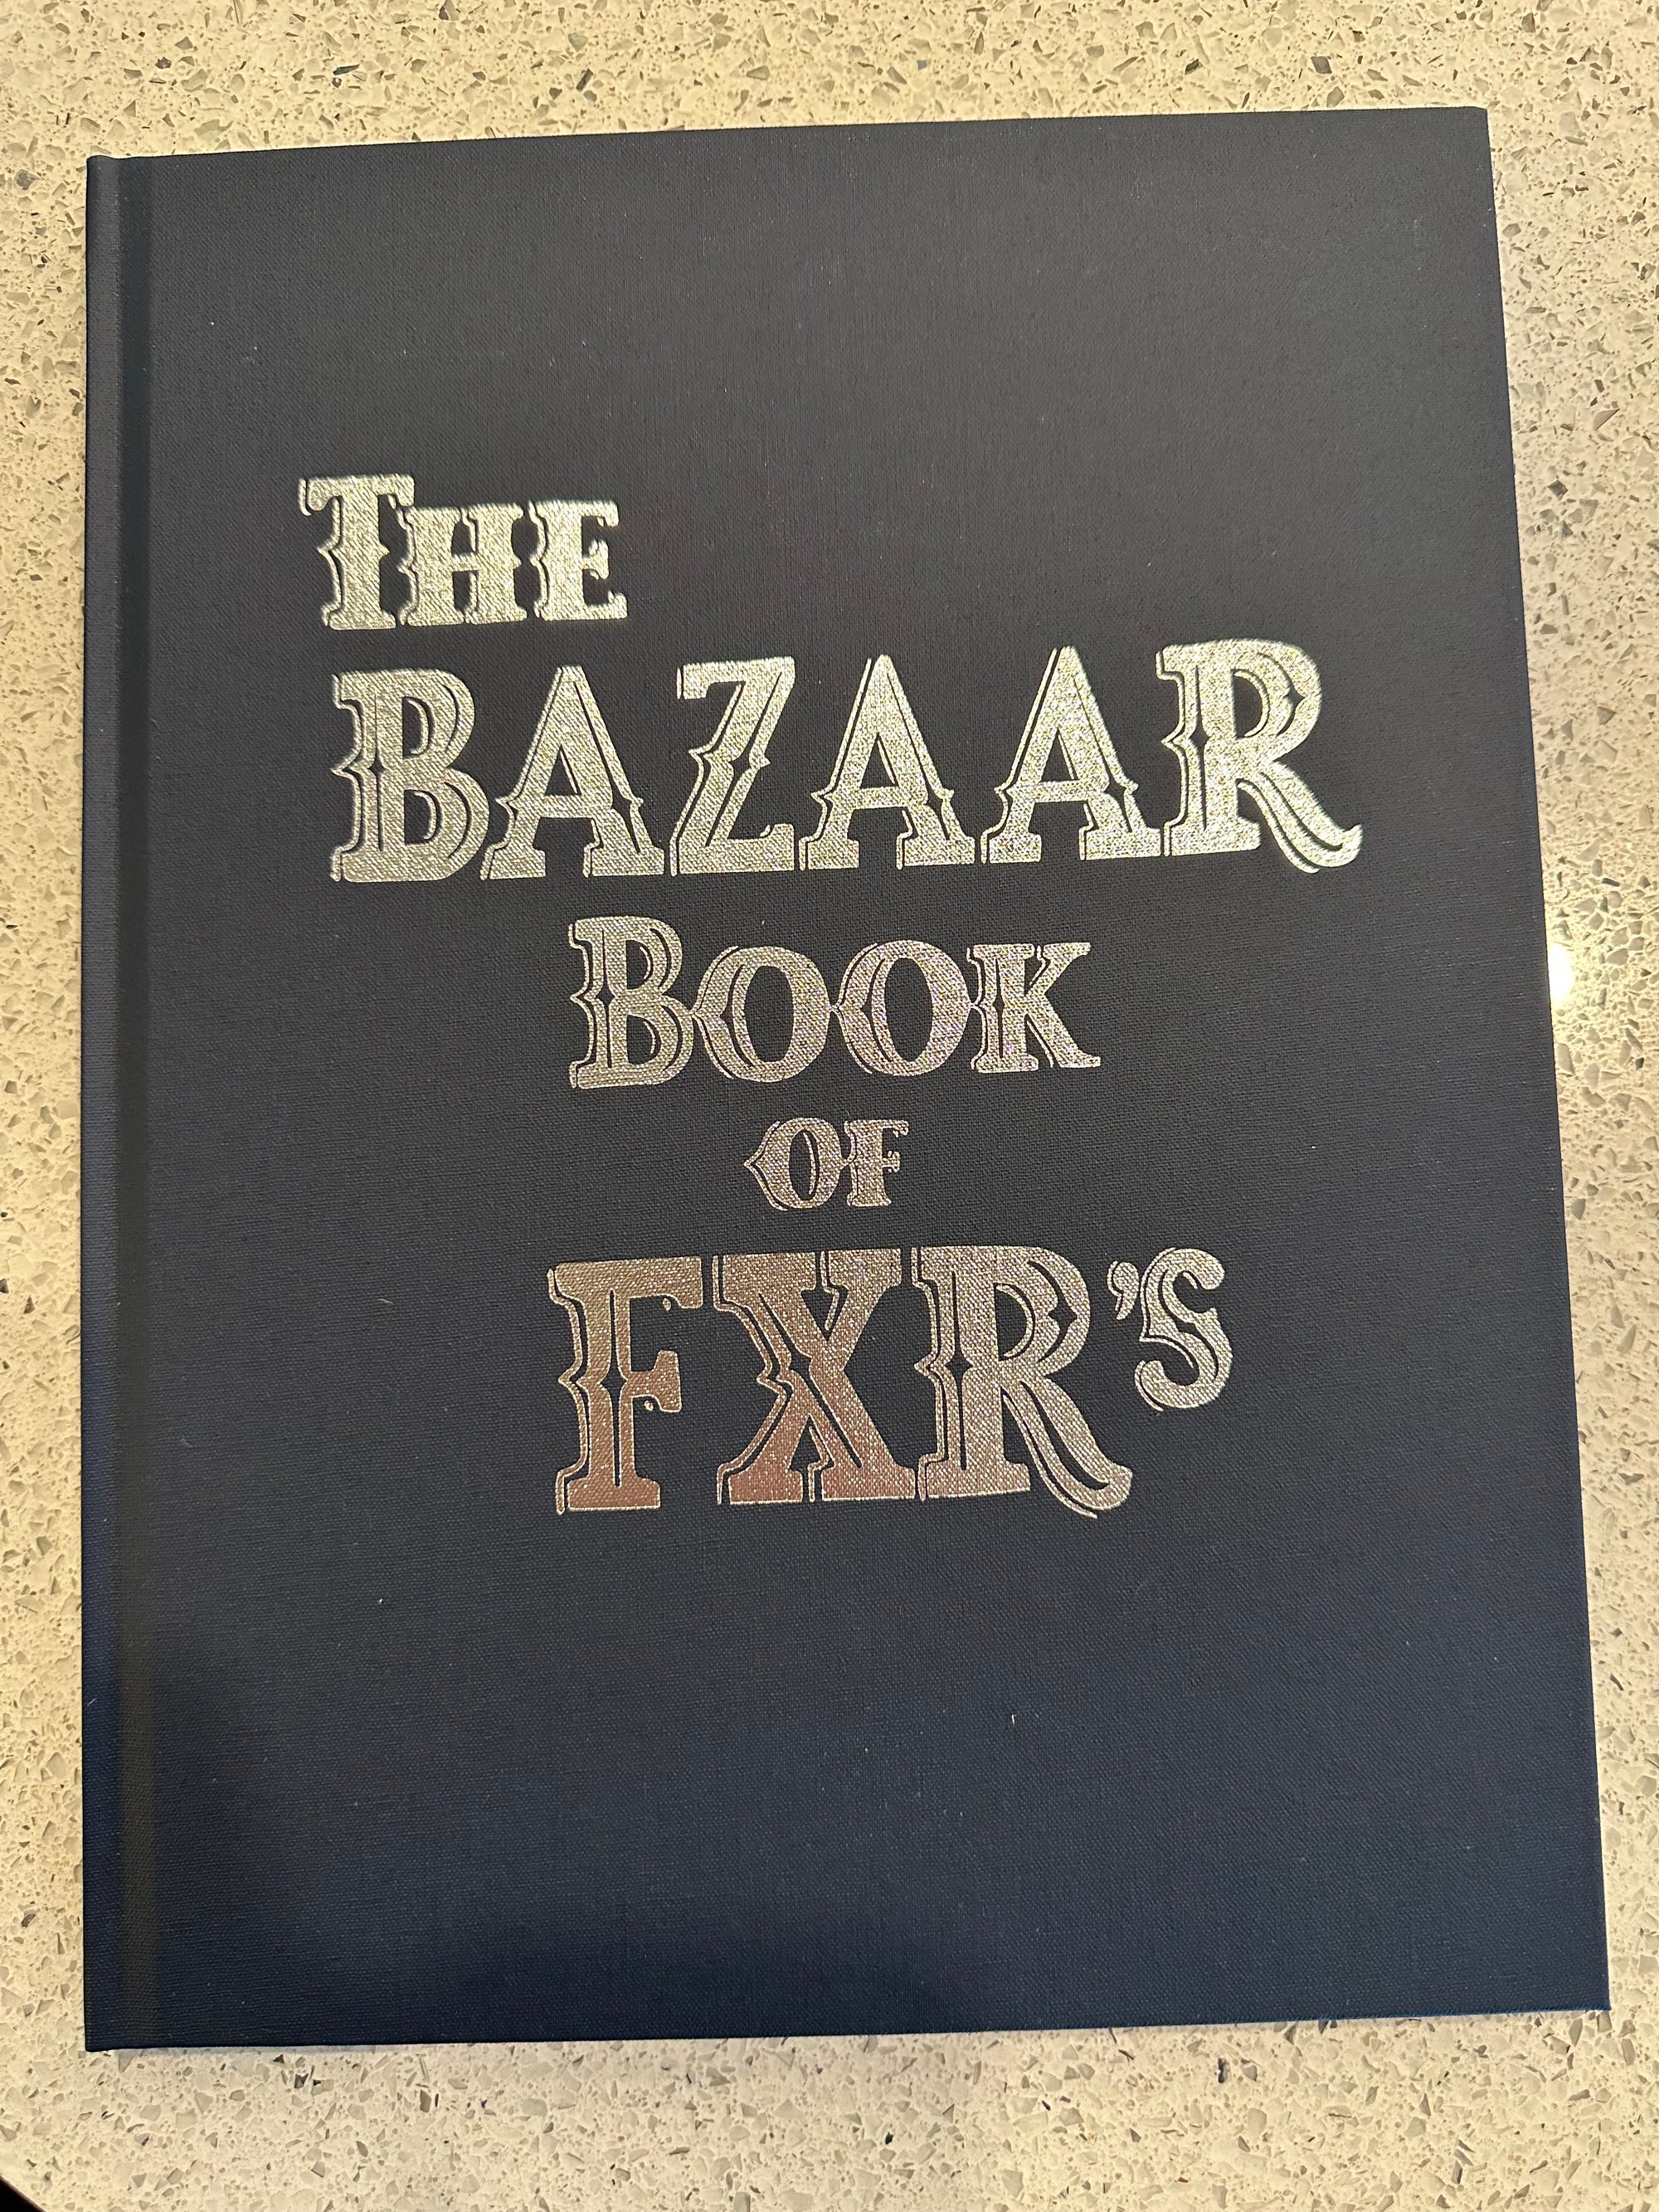 The
BAZAAR
Book
of
FXR's